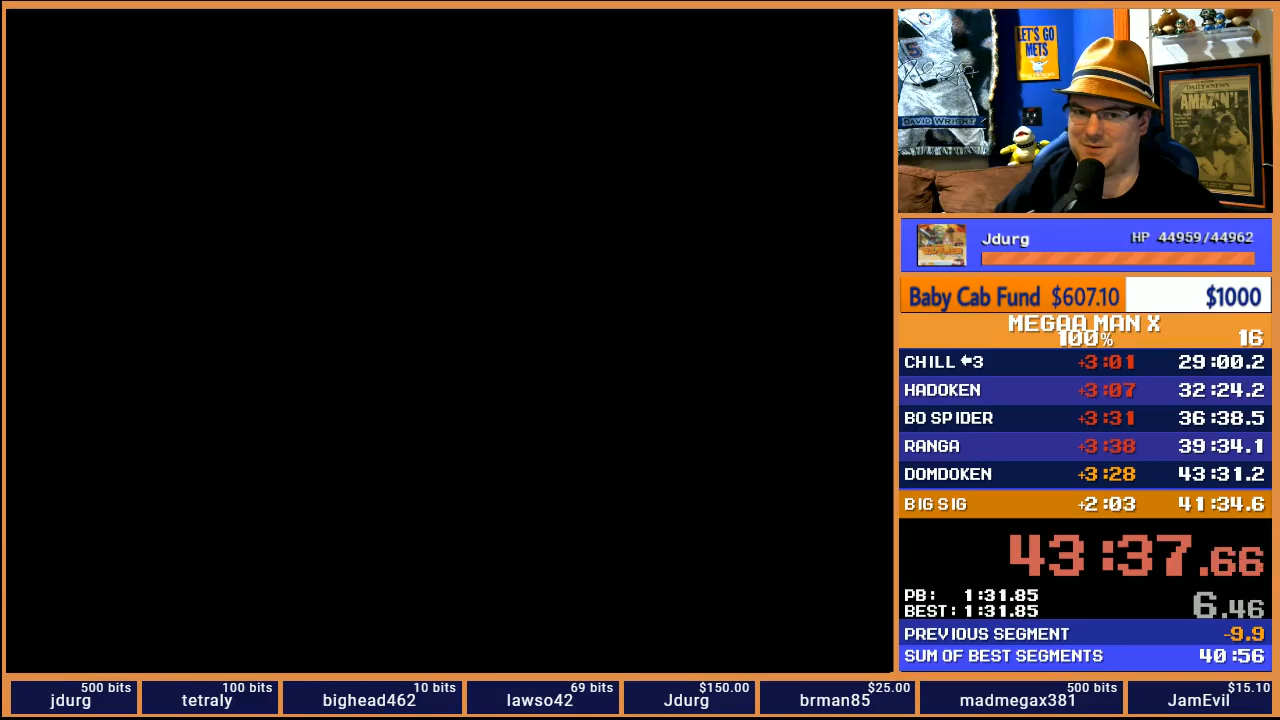 LET'S GO
METS
5
DAVID WRIGHT
DAILY NEWS
AMAZIN'!
Jdurg HP 44959/44962
Baby Cab Fund $607.10 $1000
MEGAA MAN X
100% 16
CHILL ←3 +3:01 29:00.2
HADOKEN +3:07 32:24.2
BO SPIDER +3:31 36:38.5
RANGA +3:38 39:34.1
DOMDOKEN +3:28 43:31.2
BIG SIG +2:03 41:34.6
43:37.66
PB: 1:31.85
BEST: 1:31.85
6.46
PREVIOUS SEGMENT -9.9
SUM OF BEST SEGMENTS 40:56
500 bits
jdurg
100 bits
tetraly
10 bits
bighead462
69 bits
lawso42
$150.00
Jdurg
$25.00
brman85
500 bits
madmegax381
$15.10
JamEvil